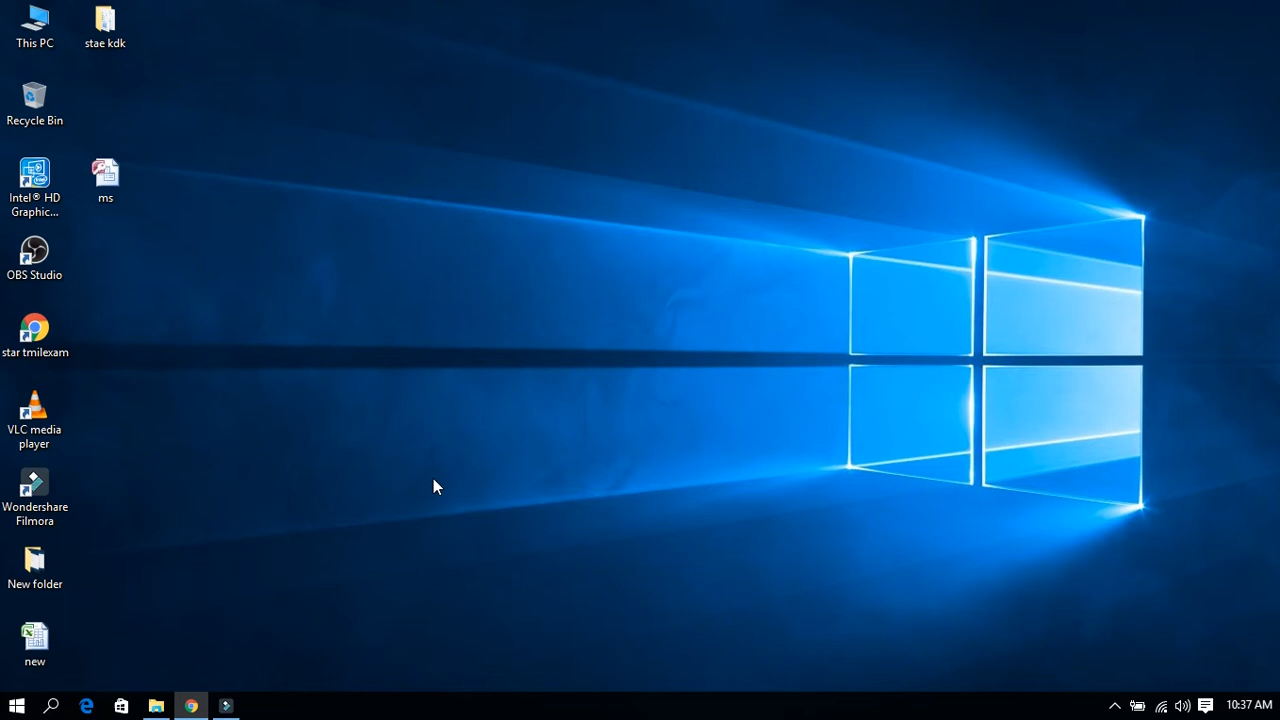 This PC
stae kdk
Recycle Bin
Intel® HD
Graphic...
ms
OBS Studio
star tmilexam
VLC media
player
Wondershare
Filmora
New folder
new
10:37 AM